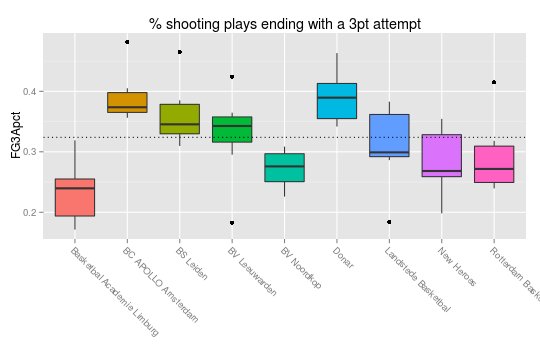 % shooting plays ending with a 3pt attempt
FG3Apct
0.4
0.3
0.2
Basketbal Academie Limburg
BC APOLLO Amsterdam
BS Leiden
BV Leeuwarden
BV Noordkop
Donar
Landstede Basketbal
New Heroes
Rotterdam Bask